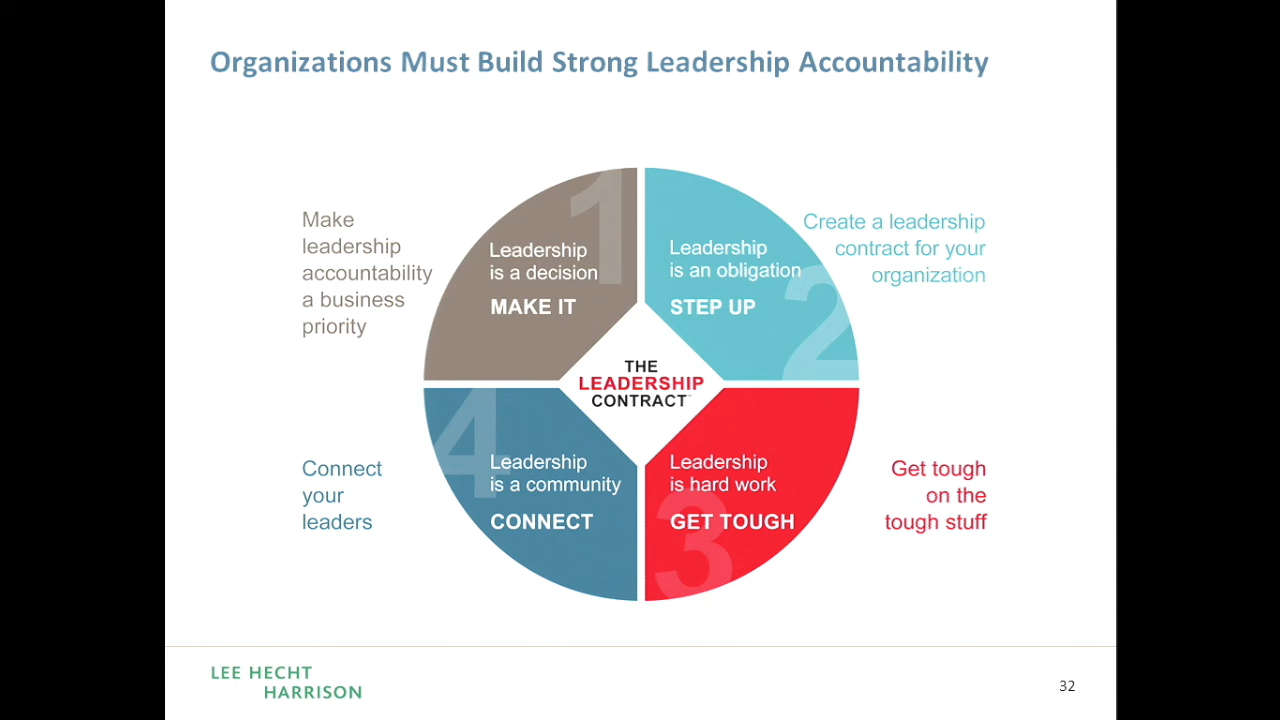 Organizations Must Build Strong Leadership Accountability
Make
leadership
accountability
a business
priority
1
Leadership
is a decision
MAKE IT
Leadership
is an obligation
STEP UP
2
Create a leadership
contract for your
organization
THE
LEADERSHIP
CONTRACT™
Connect
your
leaders
4
Leadership
is a community
CONNECT
Leadership
is hard work
GET TOUGH
3
Get tough
on the
tough stuff
LEE HECHT
HARRISON
32